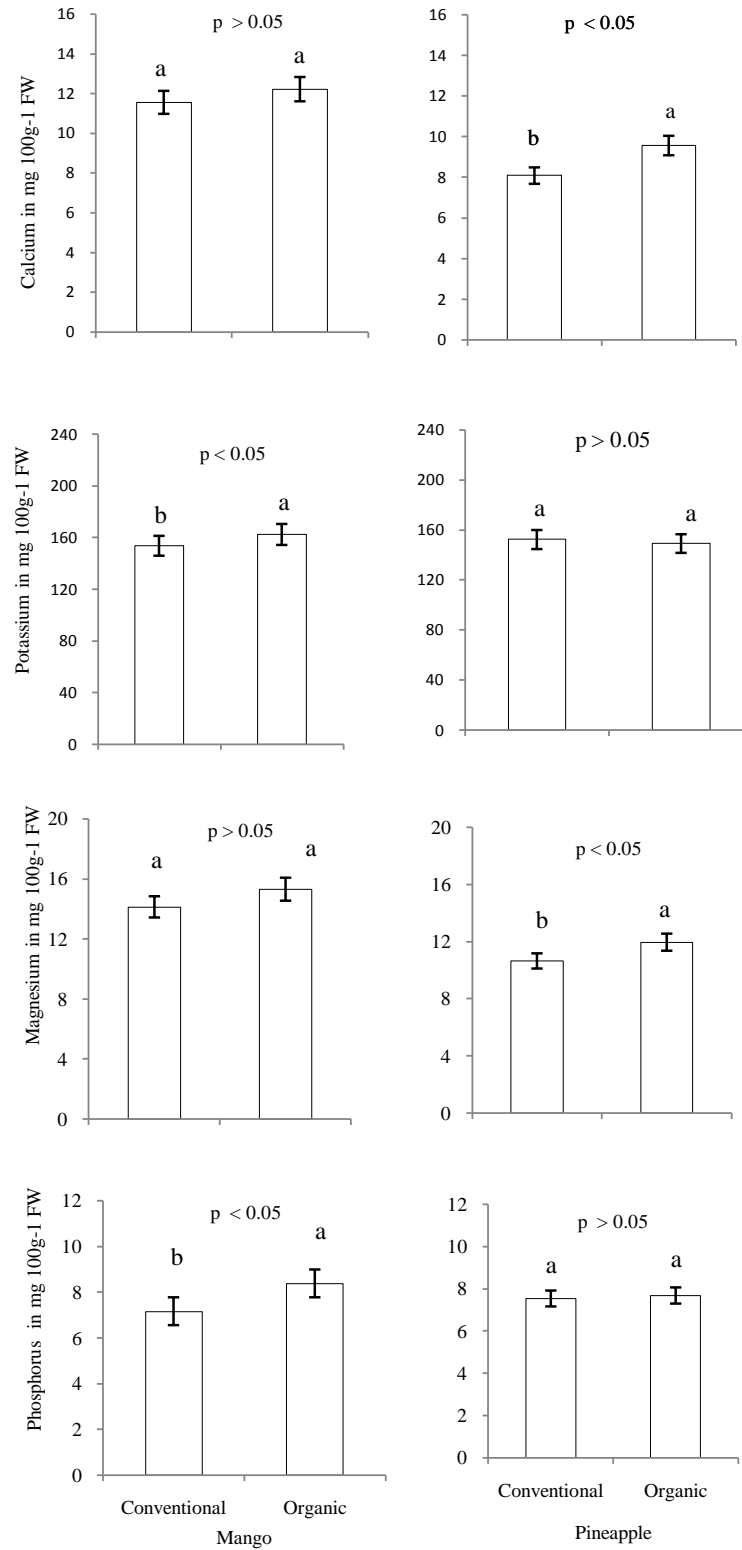 Calcium in mg 100g-1 FW
16
14
12
10
8
6
4
2
0
p > 0.05
a
a
16
14
12
10
8
6
4
2
0
p < 0.05
b
a
Potassium in mg 100g-1 FW
240
200
160
120
80
40
0
p < 0.05
b
a
240
200
160
120
80
40
0
p > 0.05
a
a
Magnesium in mg 100g-1 FW
20
16
12
8
4
0
p > 0.05
a
a
20
16
12
8
4
0
p < 0.05
b
a
Phosphorus in mg 100g-1 FW
12
10
8
6
4
2
0
p < 0.05
b
a
Conventional
Organic
Mango
12
10
8
6
4
2
0
p > 0.05
a
a
Conventional
Organic
Pineapple